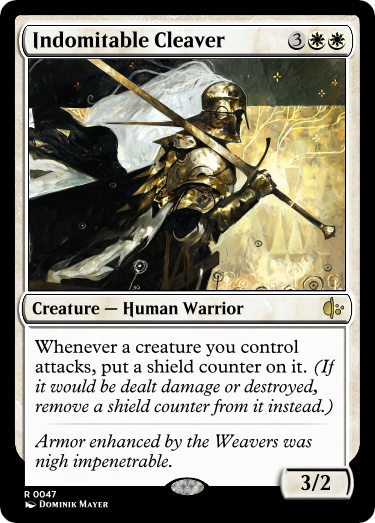 Indomitable Cleaver 3
Creature — Human Warrior
Whenever a creature you control
attacks, put a shield counter on it. (If
it would be dealt damage or destroyed,
remove a shield counter from it instead.)
Armor enhanced by the Weavers was
nigh impenetrable.
3/2
R 0047
Dominik Mayer